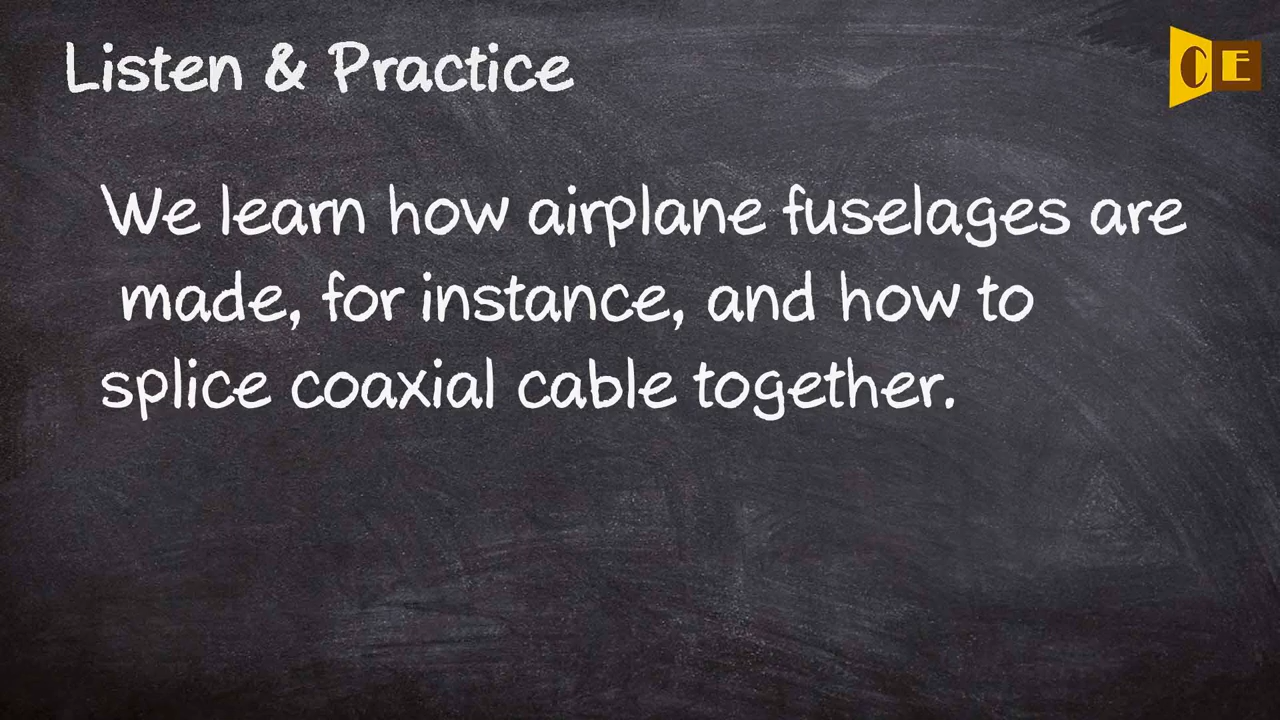 Listen & Practice
CE
We learn how airplane fuselages are
made, for instance, and how to
splice coaxial cable together.